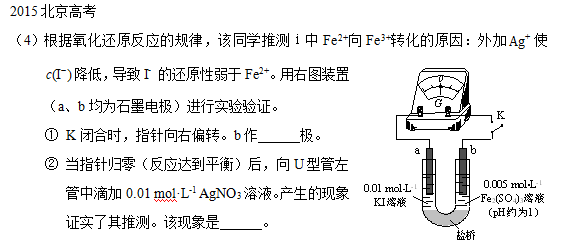 2015北京高考
（4）根据氧化还原反应的规律，该同学推测 i 中 Fe²⁺向 Fe³⁺转化的原因：外加Ag⁺ 使
c(I⁻)降低，导致I⁻ 的还原性弱于 Fe²⁺。用右图装置
（a、b 均为石墨电极）进行实验验证。
① K 闭合时，指针向右偏转。b 作______极。
② 当指针归零（反应达到平衡）后，向 U 型管左
管中滴加 0.01 mol·L⁻¹ AgNO₃ 溶液。产生的现象
证实了其推测。该现象是______。
0
G
K
a
b
0.01 mol·L⁻¹
KI溶液
0.005 mol·L⁻¹
Fe₂(SO₄)₃溶液
(pH约为1)
盐桥